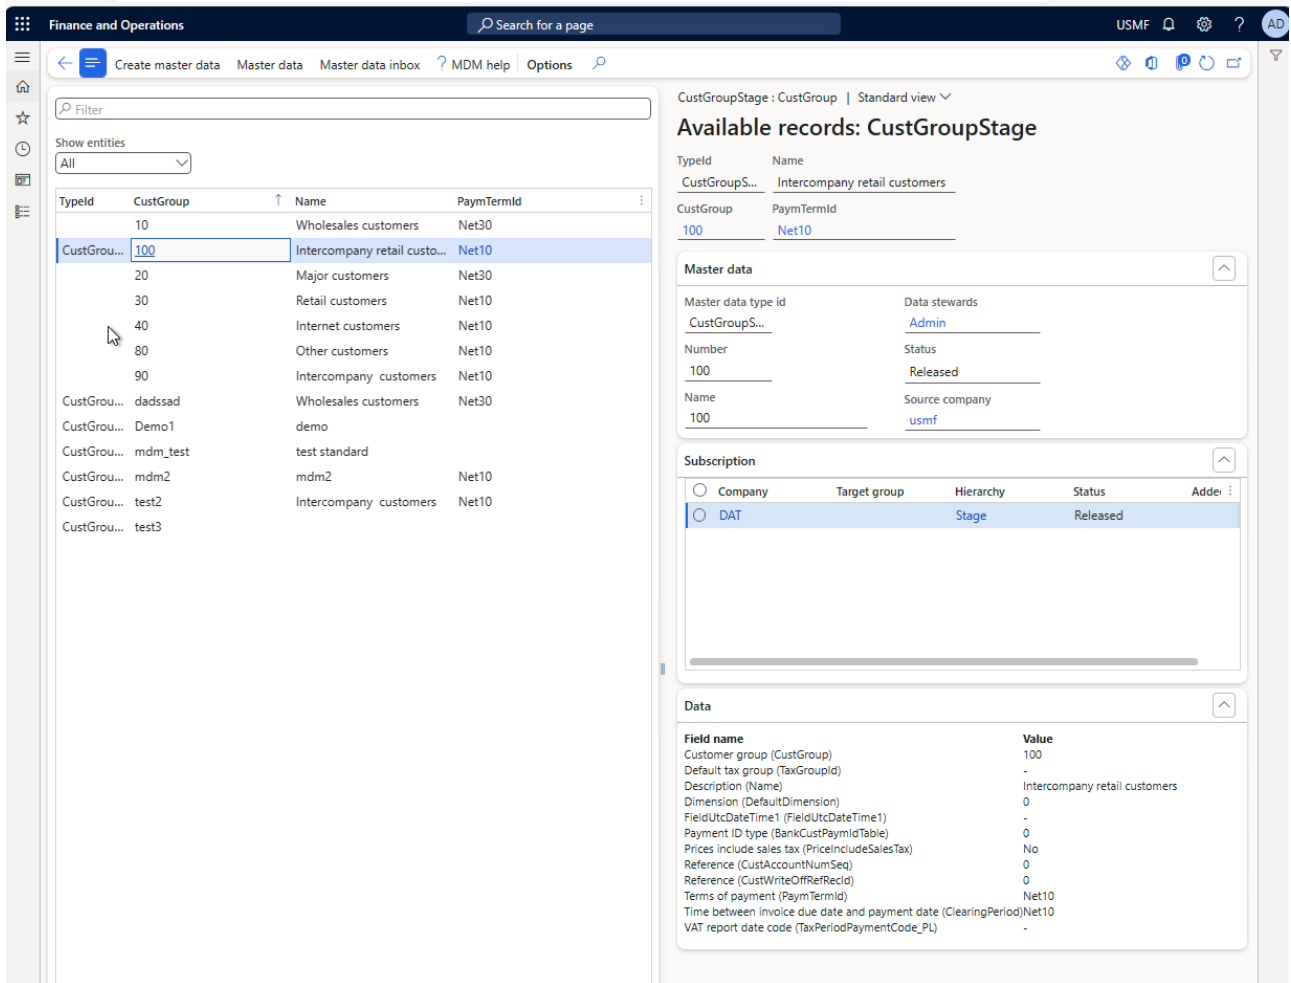 Finance and Operations
Search for a page
USMF
AD
Create master data Master data Master data inbox ? MDM help Options
0
Filter
Show entities
All
TypeId CustGroup Name PaymTermId
10 Wholesales customers Net30
CustGrou... 100 Intercompany retail custo... Net10
20 Major customers Net30
30 Retail customers Net10
40 Internet customers Net10
80 Other customers Net10
90 Intercompany customers Net10
CustGrou... dadssad Wholesales customers Net30
CustGrou... Demo1 demo
CustGrou... mdm_test test standard
CustGrou... mdm2 mdm2 Net10
CustGrou... test2 Intercompany customers Net10
CustGrou... test3
CustGroupStage : CustGroup | Standard view
Available records: CustGroupStage
TypeId Name
CustGroupS... Intercompany retail customers
CustGroup PaymTermId
100 Net10
Master data
Master data type id Data stewards
CustGroupS... Admin
Number Status
100 Released
Name Source company
100 usmf
Subscription
Company Target group Hierarchy Status
DAT Stage Released
Data
Field name Value
Customer group (CustGroup) 100
Default tax group (TaxGroupId) -
Description (Name) Intercompany retail customers
Dimension (DefaultDimension) 0
FieldUtcDateTime1 (FieldUtcDateTime1) -
Payment ID type (BankCustPaymIdTable) 0
Prices include sales tax (PriceIncludeSalesTax) No
Reference (CustAccountNumSeq) 0
Reference (CustWriteOffRefRecId) 0
Terms of payment (PaymTermId) Net10
Time between invoice due date and payment date (ClearingPeriod)Net10
VAT report date code (TaxPeriodPaymentCode_PL) -